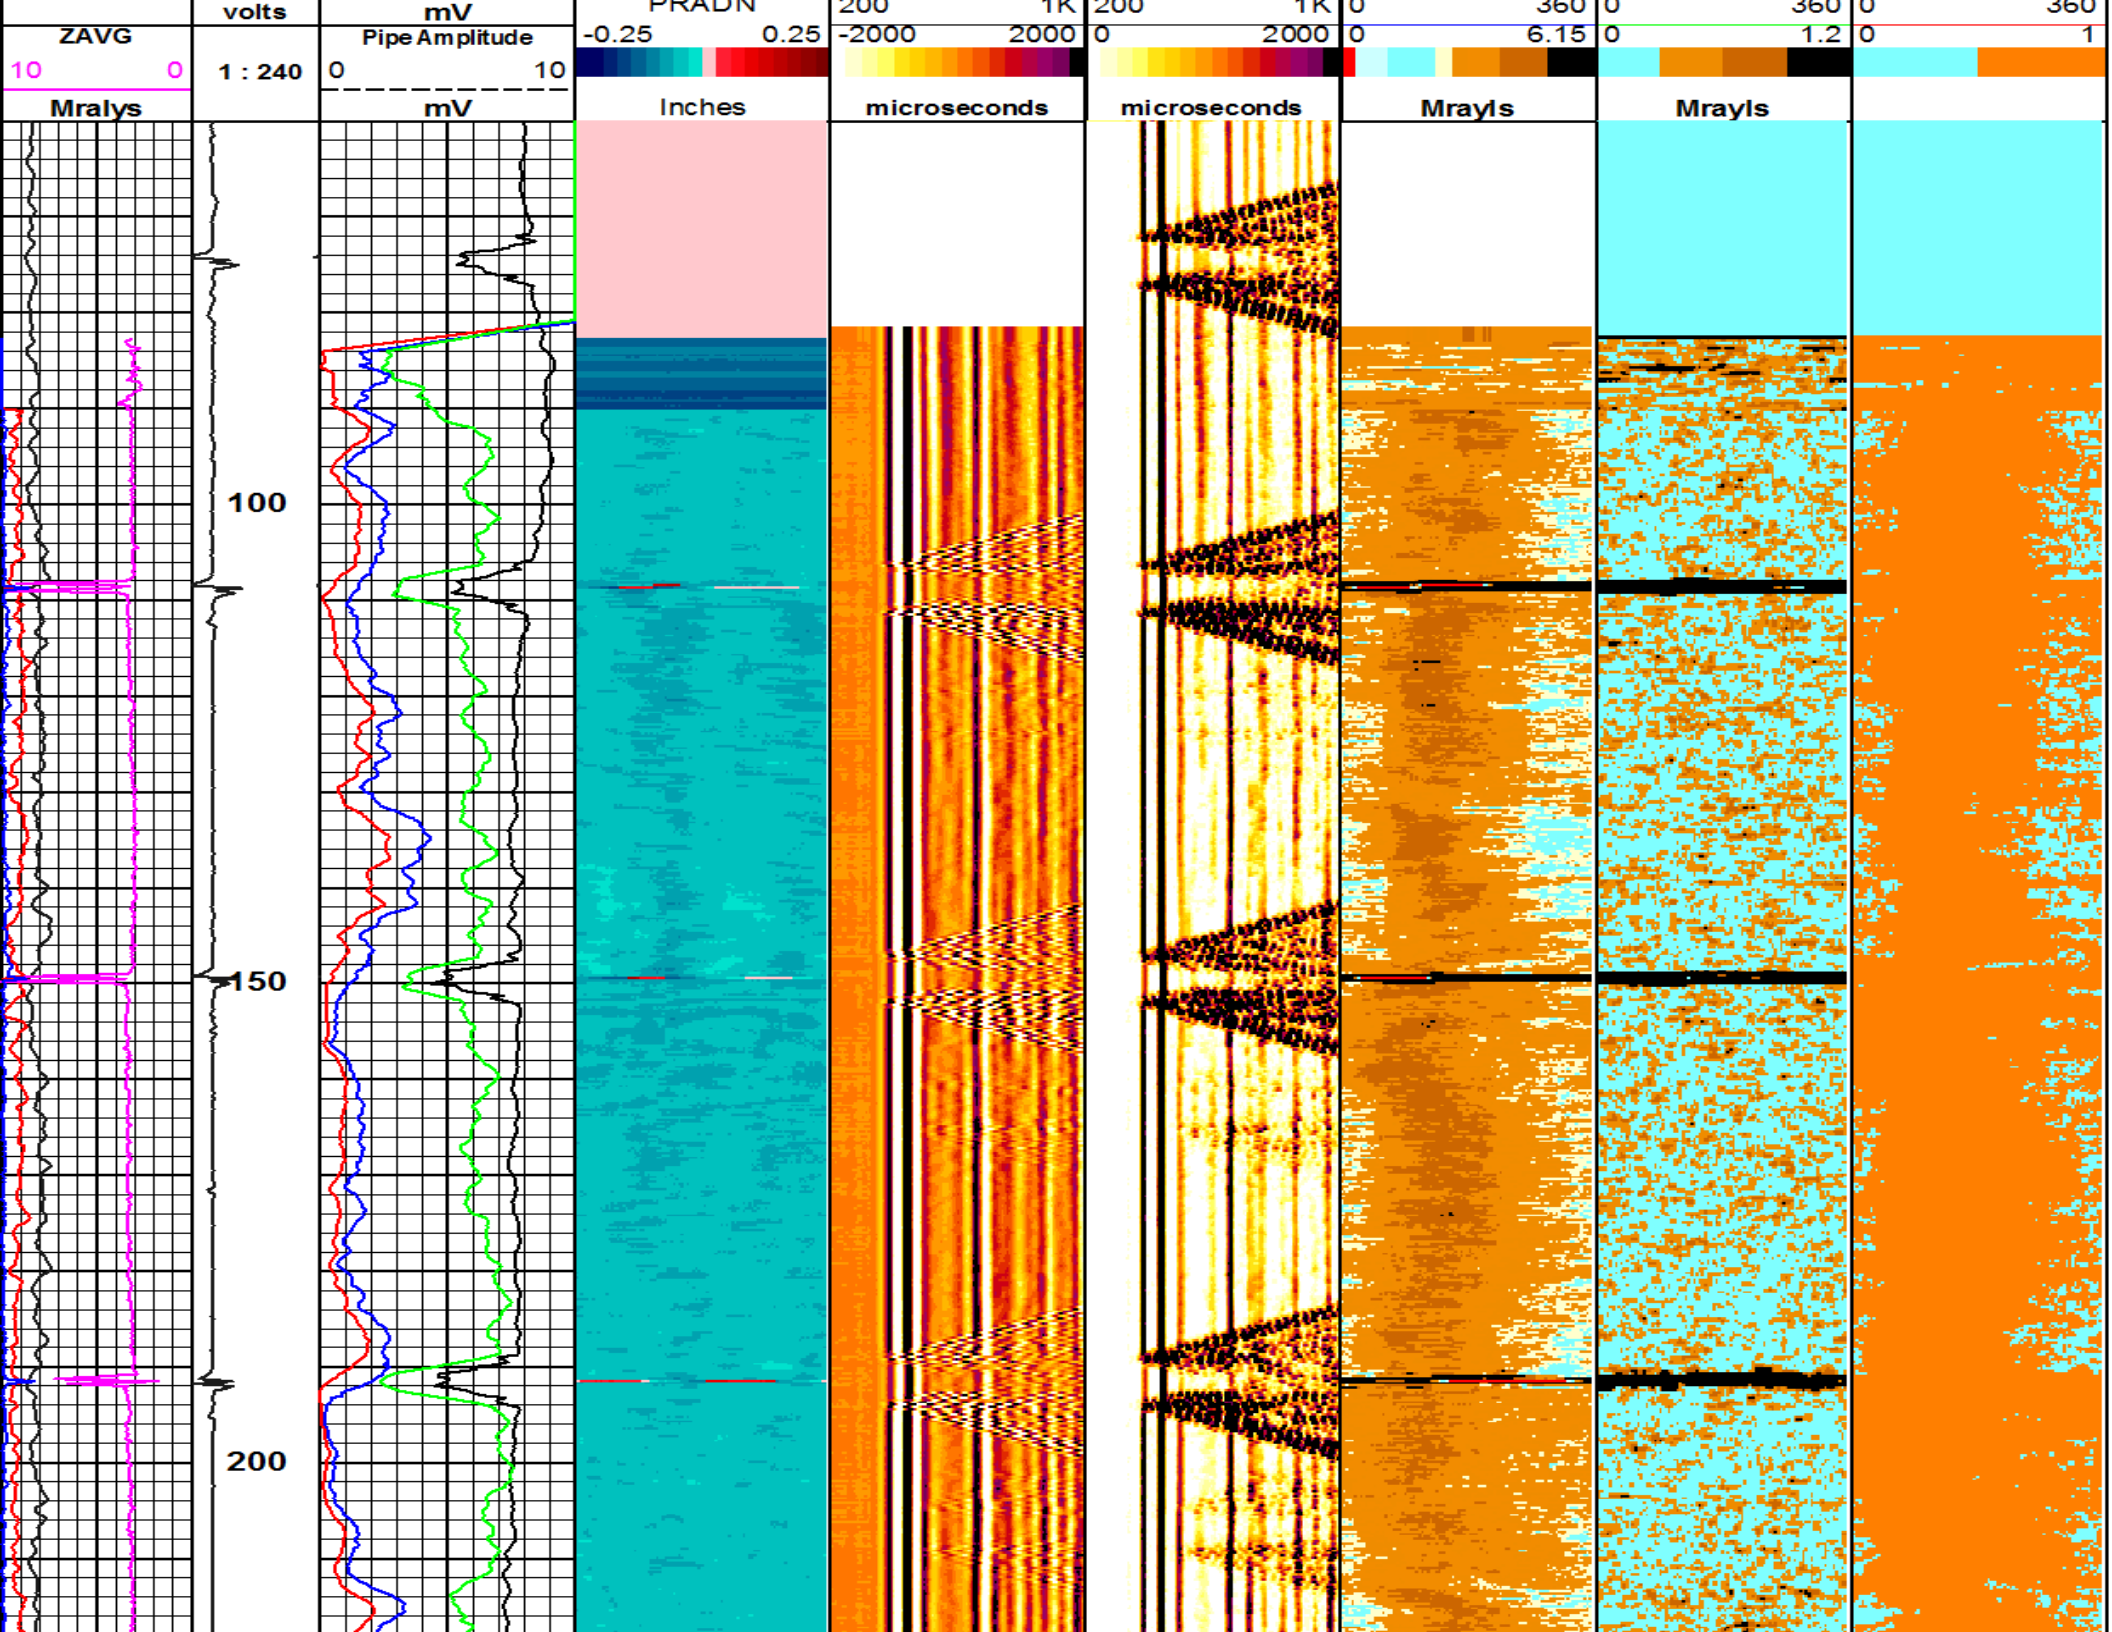 volts mV PRADN 200 1K 200 1K 0 360 0 360 0 360
ZAVG Pipe Amplitude -0.25 0.25 -2000 2000 0 2000 0 6.15 0 1.2 0 1
10 0 1 : 240 0 10
Mralys mV Inches microseconds microseconds Mrayls Mrayls
100
150
200